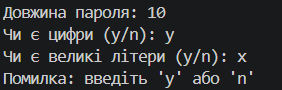 Довжина пароля: 10
Чи є цифри (y/n): y
Чи є великі літери (y/n): x
Помилка: введіть 'y' або 'n'